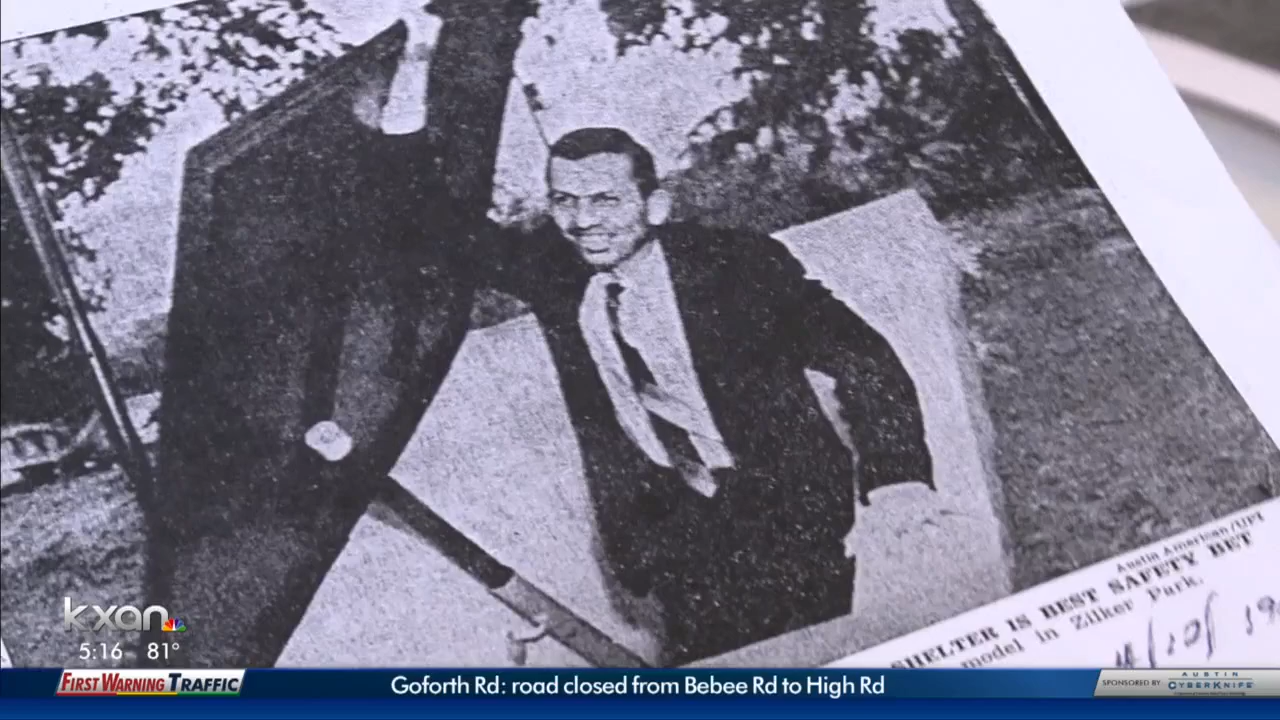 Austin American/UPI
SHELTER IS BEST SAFETY BET
model in Zilker Park.
kxan
5:16 81°
FIRST WARNING TRAFFIC
Goforth Rd: road closed from Bebee Rd to High Rd
SPONSORED BY
AUSTIN
CYBERKNIFE